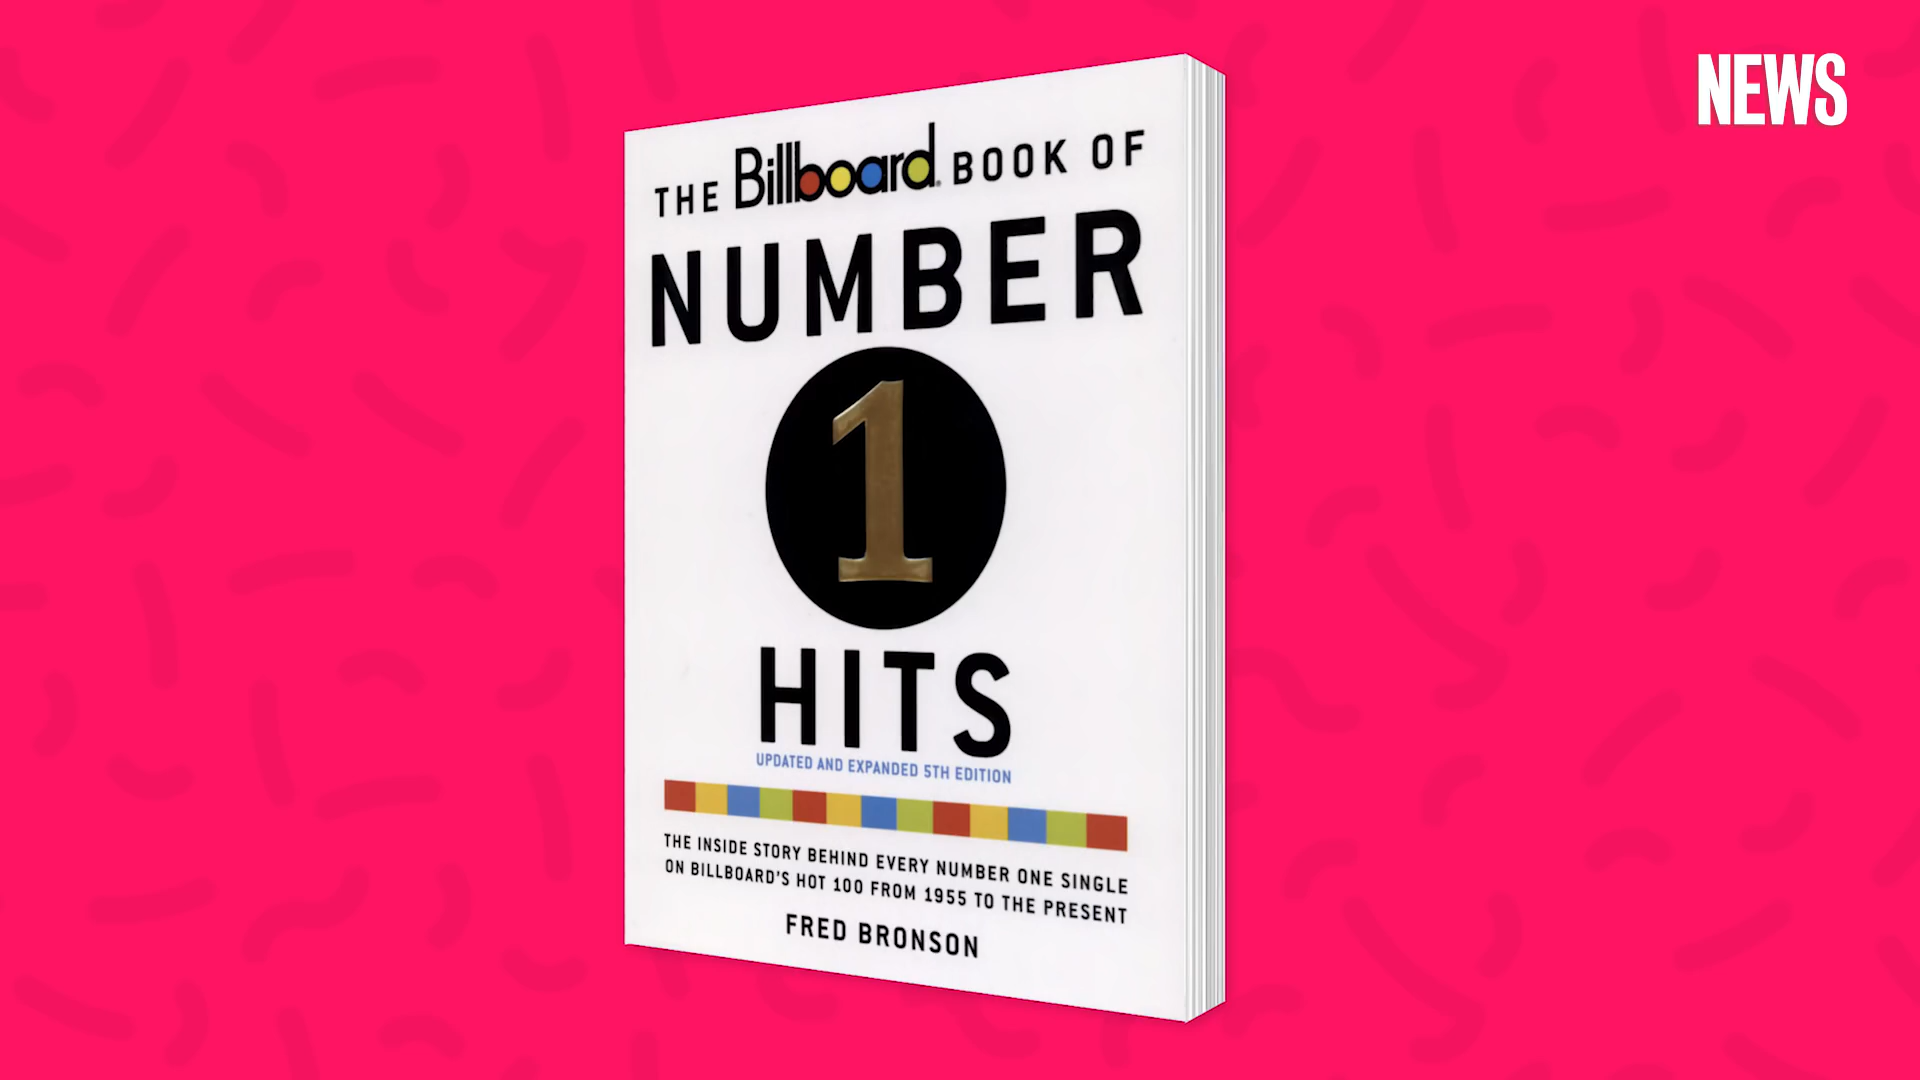 NEWS
THE Billboard BOOK OF
NUMBER
1
HITS
UPDATED AND EXPANDED 5TH EDITION
THE INSIDE STORY BEHIND EVERY NUMBER ONE SINGLE
ON BILLBOARD'S HOT 100 FROM 1955 TO THE PRESENT
FRED BRONSON